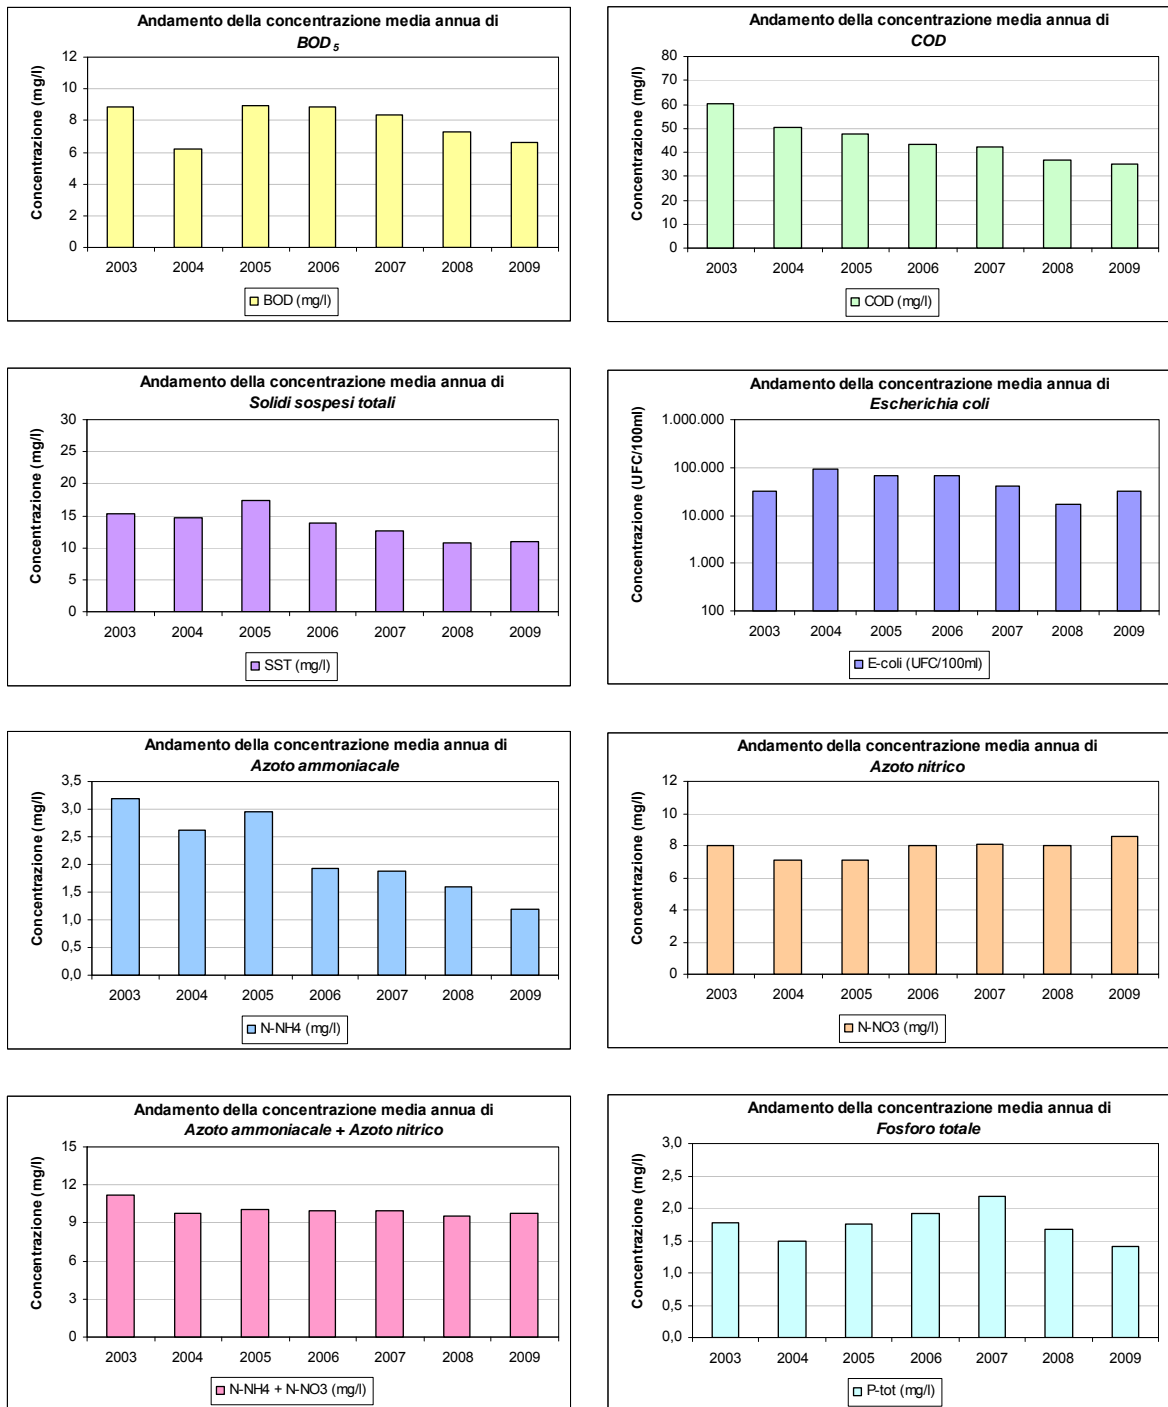 Andamento della concentrazione media annua di
BOD 5
Concentrazione (mg/l)
12
10
8
6
4
2
0
2003 2004 2005 2006 2007 2008 2009
BOD (mg/l)
Andamento della concentrazione media annua di
COD
Concentrazione (mg/l)
80
70
60
50
40
30
20
10
0
2003 2004 2005 2006 2007 2008 2009
COD (mg/l)
Andamento della concentrazione media annua di
Solidi sospesi totali
Concentrazione (mg/l)
30
25
20
15
10
5
0
2003 2004 2005 2006 2007 2008 2009
SST (mg/l)
Andamento della concentrazione media annua di
Escherichia coli
Concentrazione (UFC/100ml)
1.000.000
100.000
10.000
1.000
100
2003 2004 2005 2006 2007 2008 2009
E-coli (UFC/100ml)
Andamento della concentrazione media annua di
Azoto ammoniacale
Concentrazione (mg/l)
3,5
3,0
2,5
2,0
1,5
1,0
0,5
0,0
2003 2004 2005 2006 2007 2008 2009
N-NH4 (mg/l)
Andamento della concentrazione media annua di
Azoto nitrico
Concentrazione (mg/l)
12
10
8
6
4
2
0
2003 2004 2005 2006 2007 2008 2009
N-NO3 (mg/l)
Andamento della concentrazione media annua di
Azoto ammoniacale + Azoto nitrico
Concentrazione (mg/l)
15
12
9
6
3
0
2003 2004 2005 2006 2007 2008 2009
N-NH4 + N-NO3 (mg/l)
Andamento della concentrazione media annua di
Fosforo totale
Concentrazione (mg/l)
3,0
2,5
2,0
1,5
1,0
0,5
0,0
2003 2004 2005 2006 2007 2008 2009
P-tot (mg/l)